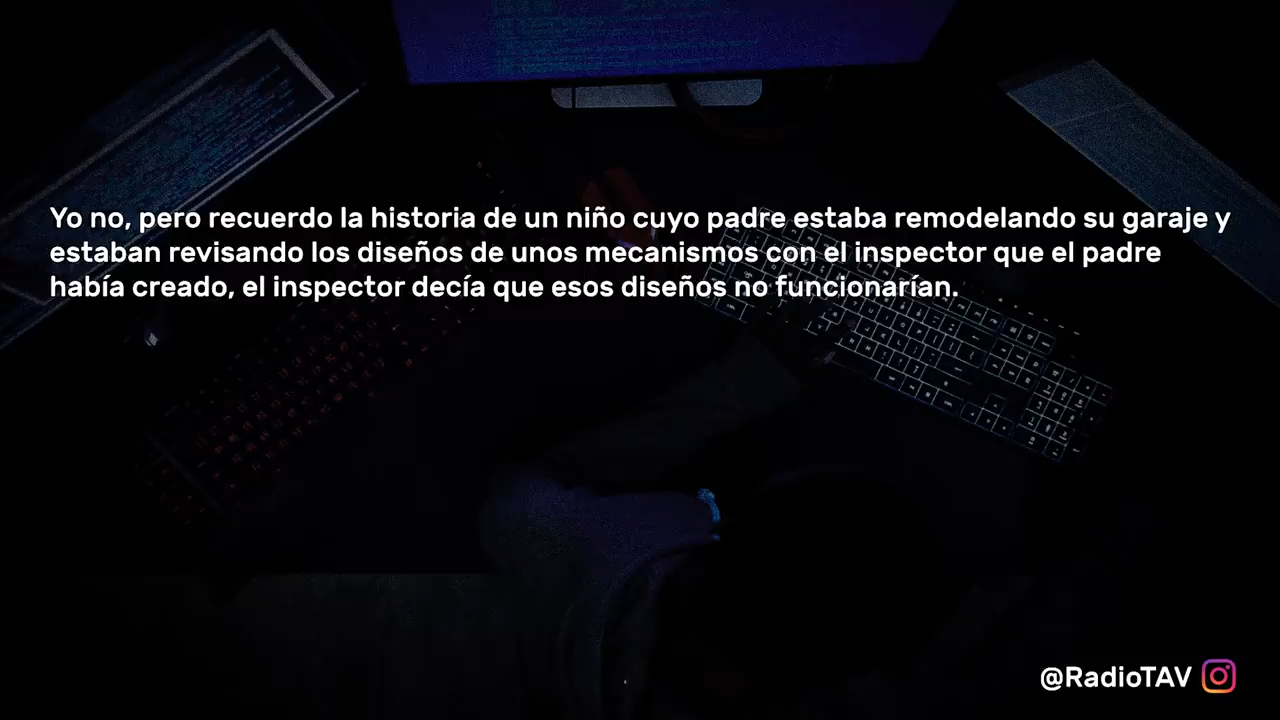 Yo no, pero recuerdo la historia de un niño cuyo padre estaba remodelando su garaje y
estaban revisando los diseños de unos mecanismos con el inspector que el padre
había creado, el inspector decía que esos diseños no funcionarían.
@RadioTAV